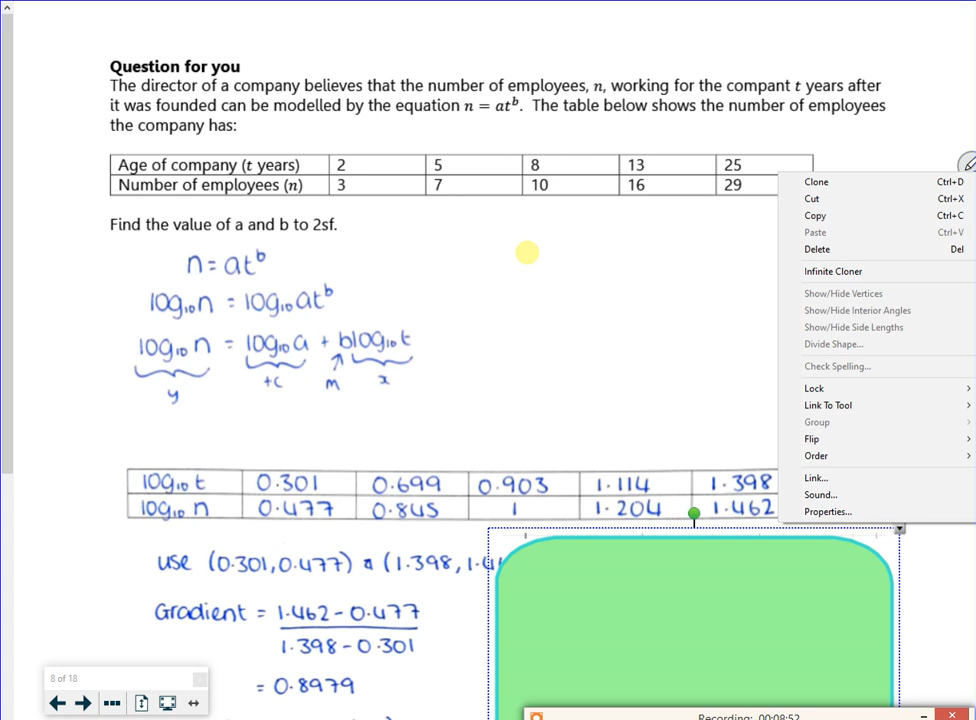 Question for you
The director of a company believes that the number of employees, n, working for the compant t years after
it was founded can be modelled by the equation n = at^b. The table below shows the number of employees
the company has:
Age of company (t years) 2 5 8 13 25
Number of employees (n) 3 7 10 16 29
Find the value of a and b to 2sf.
n = at^b
log₁₀n = log₁₀at^b
log₁₀n = log₁₀a + blog₁₀t
y +c m x
log₁₀t 0.301 0.699 0.903 1.114 1.398
log₁₀n 0.477 0.845 1 1.204 1.462
use (0.301,0.477) & (1.398,1.4
Gradient = 1.462-0.477
1.398-0.301
= 0.8979
Clone Ctrl+D
Cut Ctrl+X
Copy Ctrl+C
Paste Ctrl+V
Delete Del
Infinite Cloner
Show/Hide Vertices
Show/Hide Interior Angles
Show/Hide Side Lengths
Divide Shape...
Check Spelling...
Lock
Link To Tool
Group
Flip
Order
Link...
Sound...
Properties...
8 of 18
Recording: 00:08:52